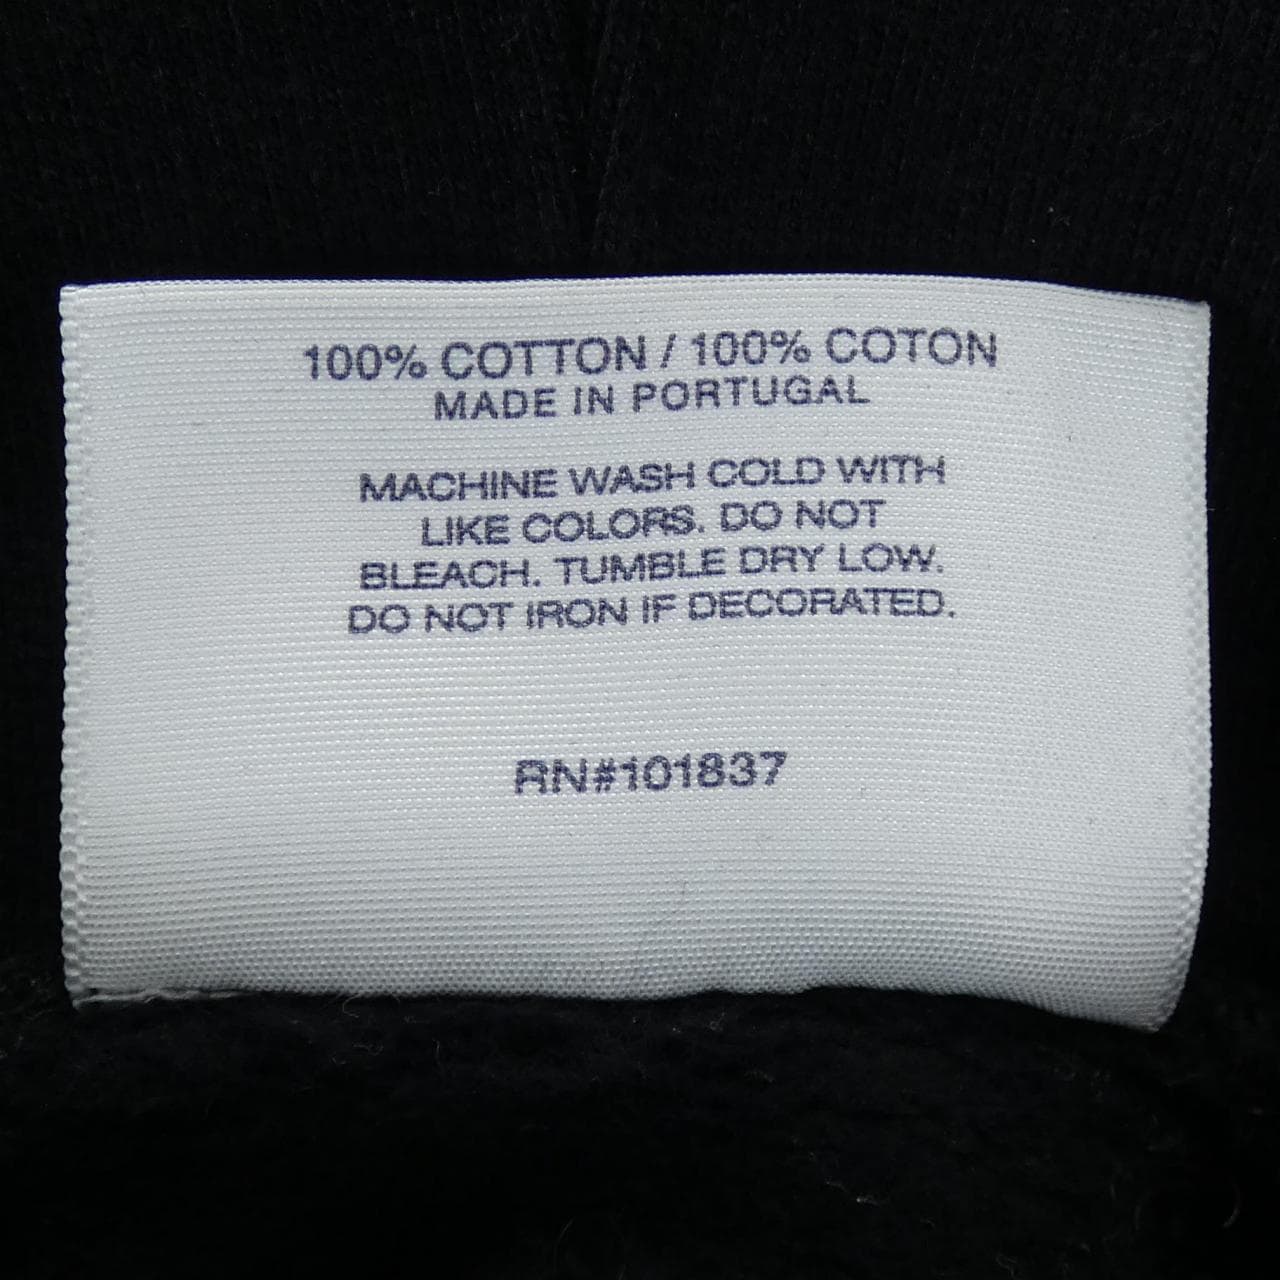 100% COTTON / 100% COTON
MADE IN PORTUGAL
MACHINE WASH COLD WITH
LIKE COLORS. DO NOT
BLEACH. TUMBLE DRY LOW.
DO NOT IRON IF DECORATED.
RN#101837